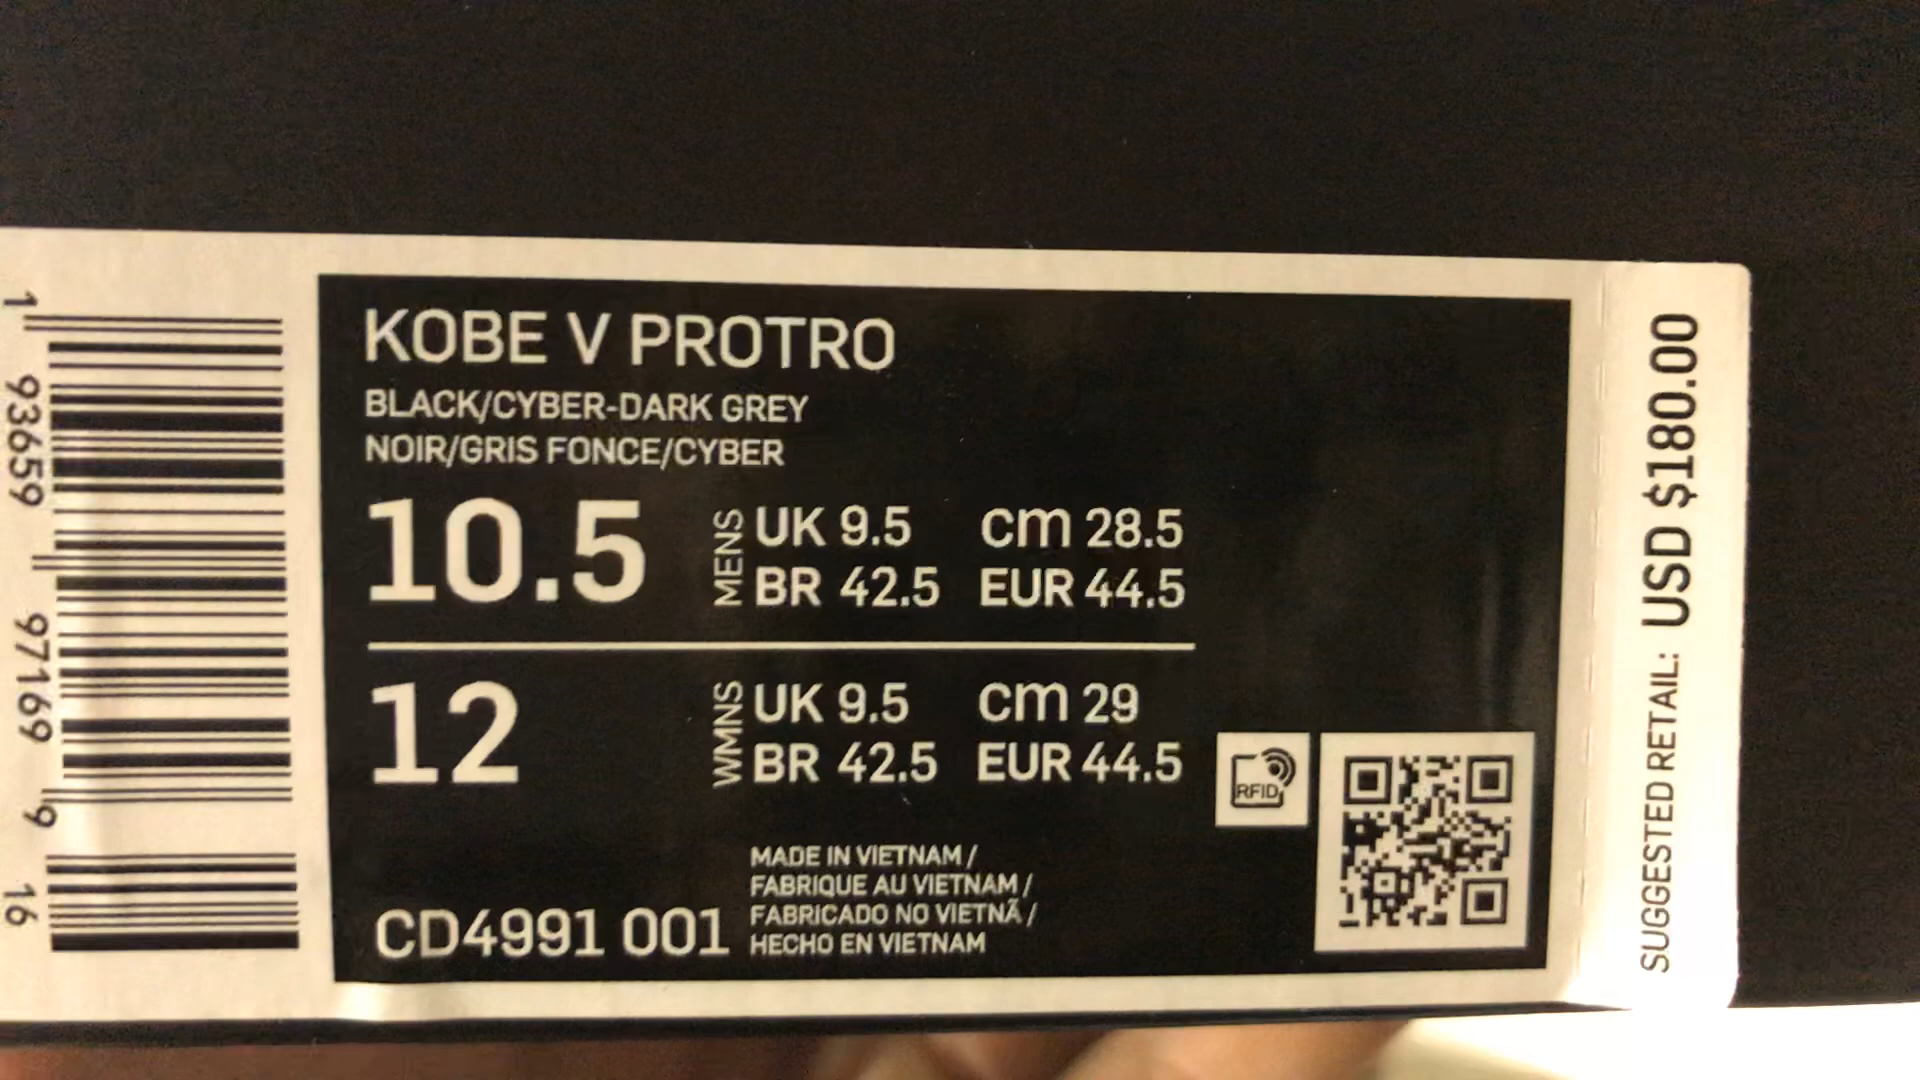 KOBE V PROTRO
BLACK/CYBER-DARK GREY
NOIR/GRIS FONCE/CYBER
10.5 MENS UK 9.5 cm 28.5
BR 42.5 EUR 44.5
12 WMNS UK 9.5 cm 29
BR 42.5 EUR 44.5
RFID
CD4991 001
MADE IN VIETNAM /
FABRIQUE AU VIETNAM /
FABRICADO NO VIETNÃ /
HECHO EN VIETNAM
1 93659 97169 9 16
SUGGESTED RETAIL: USD $180.00